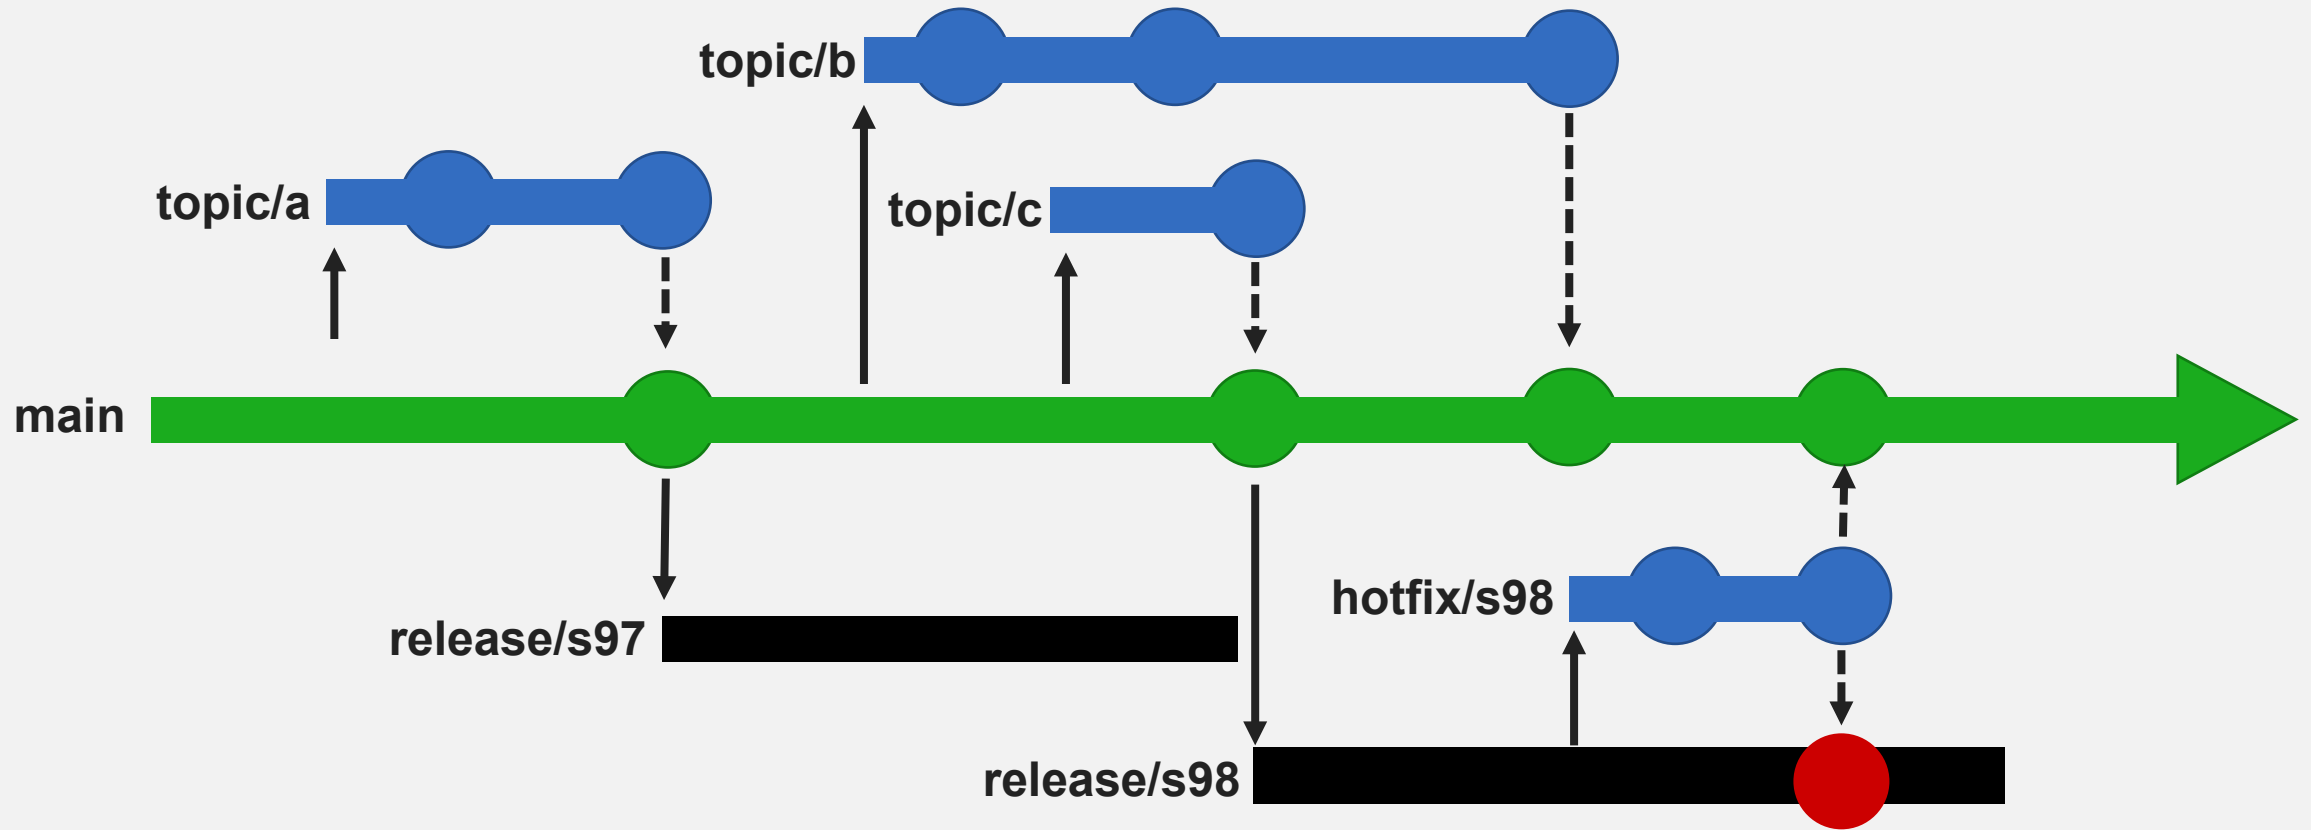 topic/b
topic/a
topic/c
main
hotfix/s98
release/s97
release/s98